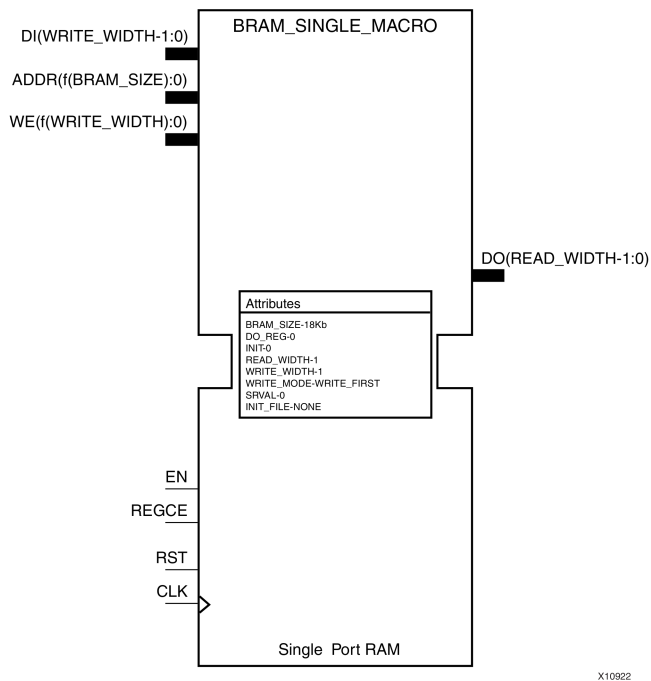 BRAM_SINGLE_MACRO
DI(WRITE_WIDTH-1:0)
ADDR(f(BRAM_SIZE):0)
WE(f(WRITE_WIDTH):0)
DO(READ_WIDTH-1:0)
Attributes
BRAM_SIZE-18Kb
DO_REG-0
INIT-0
READ_WIDTH-1
WRITE_WIDTH-1
WRITE_MODE-WRITE_FIRST
SRVAL-0
INIT_FILE-NONE
EN
REGCE
RST
CLK
Single Port RAM
X10922